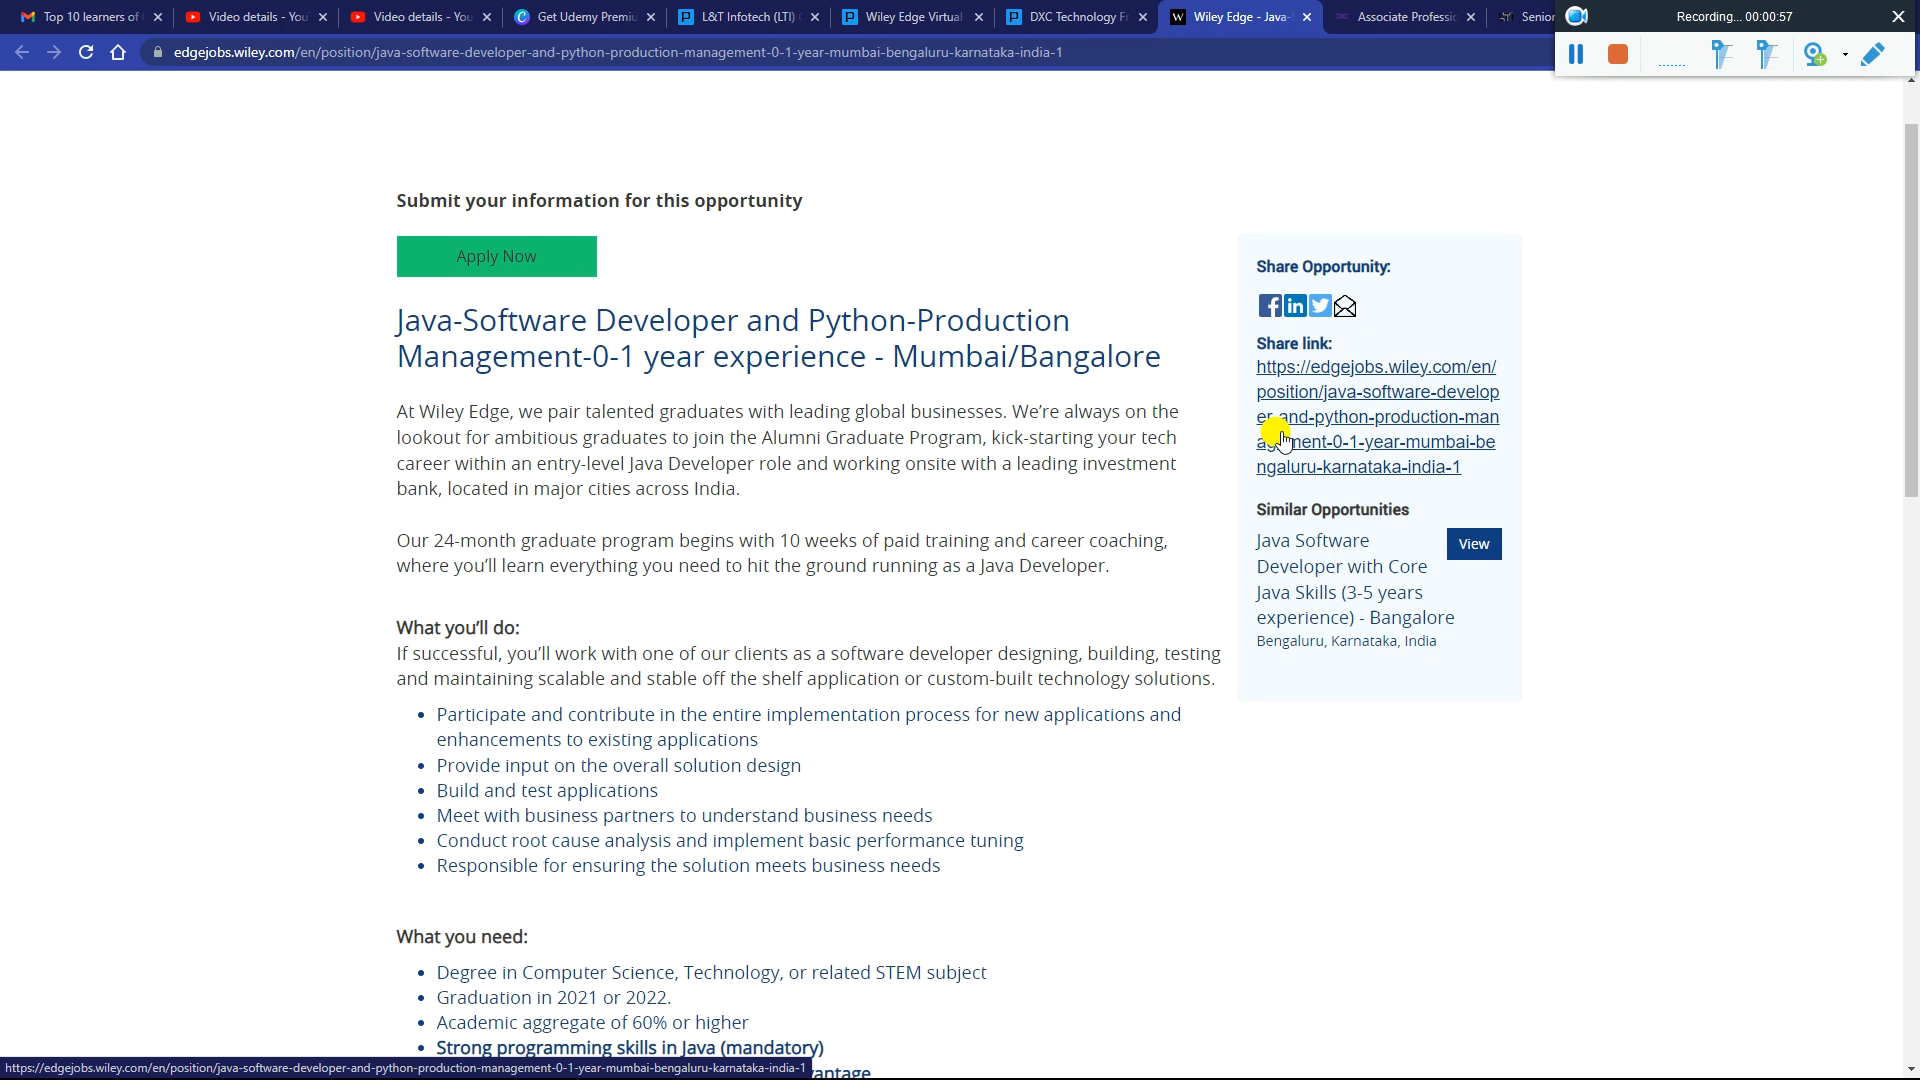 Top 10 learners of
Video details - You
Video details - You
Get Udemy Premiu
L&T Infotech (LTI)
Wiley Edge Virtual
DXC Technology Fr
Wiley Edge - Java-
Associate Professio
Senior
Recording... 00:00:57
edgejobs.wiley.com/en/position/java-software-developer-and-python-production-management-0-1-year-mumbai-bengaluru-karnataka-india-1
Submit your information for this opportunity
Apply Now
Java-Software Developer and Python-Production
Management-0-1 year experience - Mumbai/Bangalore
At Wiley Edge, we pair talented graduates with leading global businesses. We're always on the
lookout for ambitious graduates to join the Alumni Graduate Program, kick-starting your tech
career within an entry-level Java Developer role and working onsite with a leading investment
bank, located in major cities across India.
Our 24-month graduate program begins with 10 weeks of paid training and career coaching,
where you'll learn everything you need to hit the ground running as a Java Developer.
What you'll do:
If successful, you'll work with one of our clients as a software developer designing, building, testing
and maintaining scalable and stable off the shelf application or custom-built technology solutions.
• Participate and contribute in the entire implementation process for new applications and
enhancements to existing applications
• Provide input on the overall solution design
• Build and test applications
• Meet with business partners to understand business needs
• Conduct root cause analysis and implement basic performance tuning
• Responsible for ensuring the solution meets business needs
What you need:
• Degree in Computer Science, Technology, or related STEM subject
• Graduation in 2021 or 2022.
• Academic aggregate of 60% or higher
• Strong programming skills in Java (mandatory)
Share Opportunity:
Share link:
https://edgejobs.wiley.com/en/
position/java-software-develop
er-and-python-production-man
agement-0-1-year-mumbai-be
ngaluru-karnataka-india-1
Similar Opportunities
Java Software
Developer with Core
Java Skills (3-5 years
experience) - Bangalore
Bengaluru, Karnataka, India
View
https://edgejobs.wiley.com/en/position/java-software-developer-and-python-production-management-0-1-year-mumbai-bengaluru-karnataka-india-1